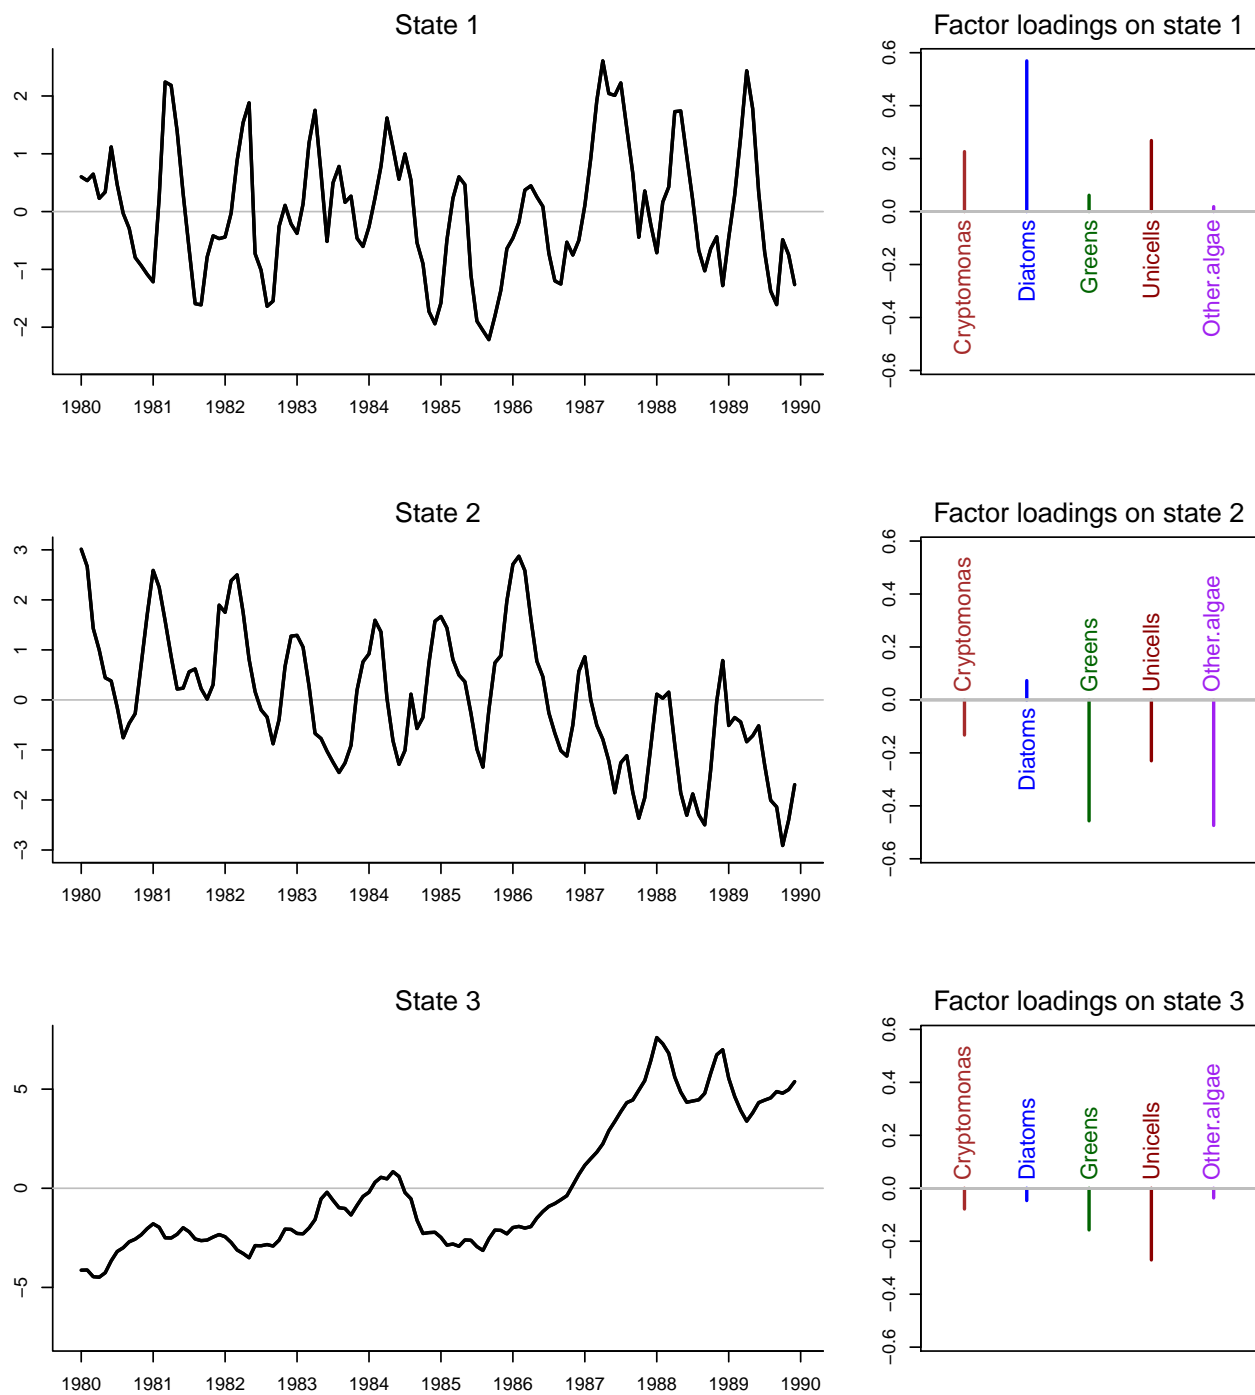 State 1
Factor loadings on state 1
2
1
0
−1
−2
1980 1981 1982 1983 1984 1985 1986 1987 1988 1989 1990
0.6
0.4
0.2
0.0
−0.2
−0.4
−0.6
Cryptomonas
Diatoms
Greens
Unicells
Other.algae
State 2
Factor loadings on state 2
3
2
1
0
−1
−2
−3
1980 1981 1982 1983 1984 1985 1986 1987 1988 1989 1990
0.6
0.4
0.2
0.0
−0.2
−0.4
−0.6
Cryptomonas
Diatoms
Greens
Unicells
Other.algae
State 3
Factor loadings on state 3
5
0
−5
1980 1981 1982 1983 1984 1985 1986 1987 1988 1989 1990
0.6
0.4
0.2
0.0
−0.2
−0.4
−0.6
Cryptomonas
Diatoms
Greens
Unicells
Other.algae